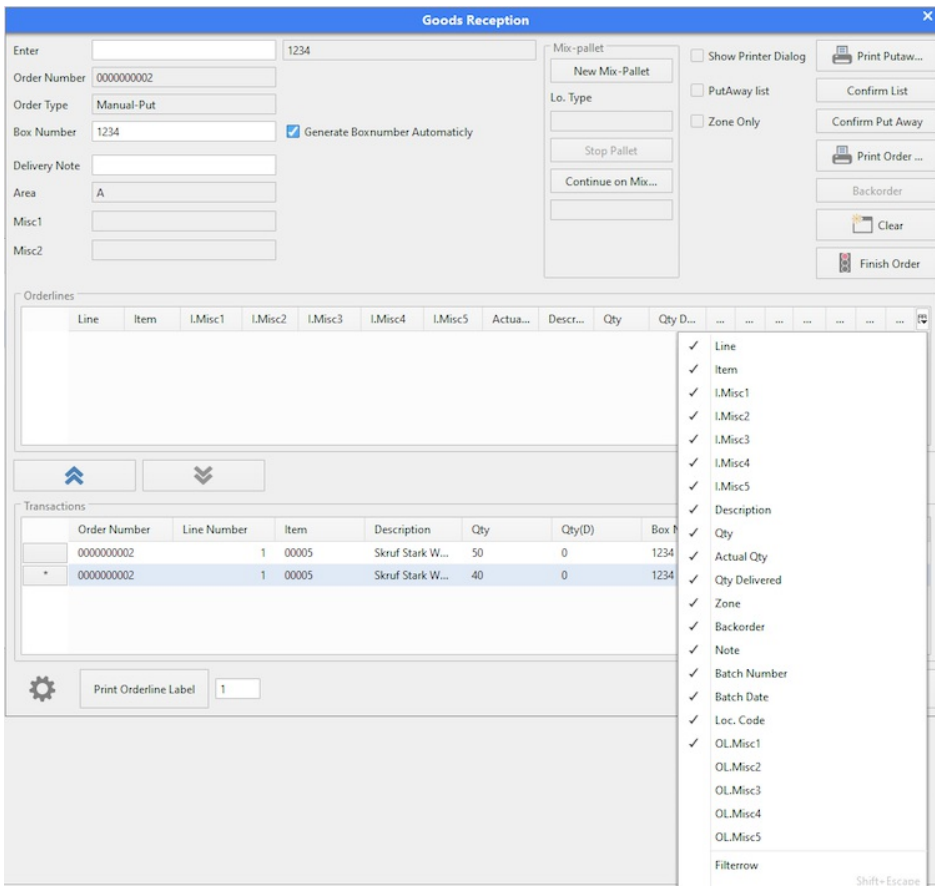 Goods Reception
Enter 1234
Order Number 0000000002
Order Type Manual-Put
Box Number 1234 Generate Boxnumber Automaticly
Delivery Note
Area A
Misc1
Misc2
Mix-pallet
New Mix-Pallet
Lo. Type
Stop Pallet
Continue on Mix...
Show Printer Dialog
PutAway list
Zone Only
Print Putaw...
Confirm List
Confirm Put Away
Print Order ...
Backorder
Clear
Finish Order
Orderlines
Line Item I.Misc1 I.Misc2 I.Misc3 I.Misc4 I.Misc5 Actua... Descr... Qty Qty D... ... ... ... ... ... ... ...
Transactions
Order Number Line Number Item Description Qty Qty(D) Box N
0000000002 1 00005 Skruf Stark W... 50 0 1234
* 0000000002 1 00005 Skruf Stark W... 40 0 1234
Print Orderline Label 1
Line
Item
I.Misc1
I.Misc2
I.Misc3
I.Misc4
I.Misc5
Description
Qty
Actual Qty
Qty Delivered
Zone
Backorder
Note
Batch Number
Batch Date
Loc. Code
OL.Misc1
OL.Misc2
OL.Misc3
OL.Misc4
OL.Misc5
Filterrow
Shift+Escape